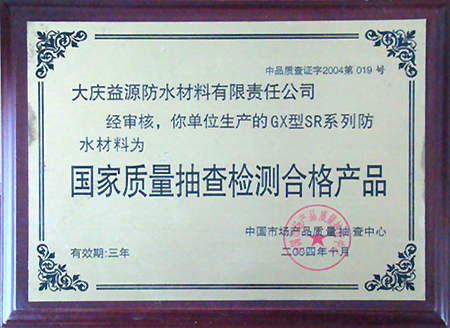 中品质查证字2004第 019 号
大庆益源防水材料有限责任公司
经审核，你单位生产的GX型SR系列防
水材料为
国家质量抽查检测合格产品
中国市场产品质量抽查中心
有效期:三年
二00四年十月